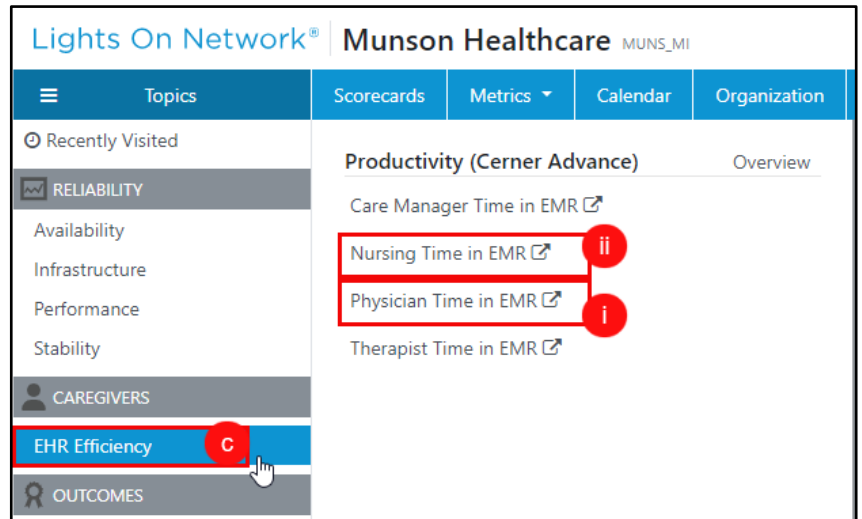 Lights On Network® Munson Healthcare MUNS_MI
Topics Scorecards Metrics Calendar Organization
Recently Visited
Productivity (Cerner Advance) Overview
RELIABILITY
Care Manager Time in EMR
Availability
Nursing Time in EMR ii
Infrastructure
Physician Time in EMR i
Performance
Stability
Therapist Time in EMR
CAREGIVERS
EHR Efficiency c
OUTCOMES